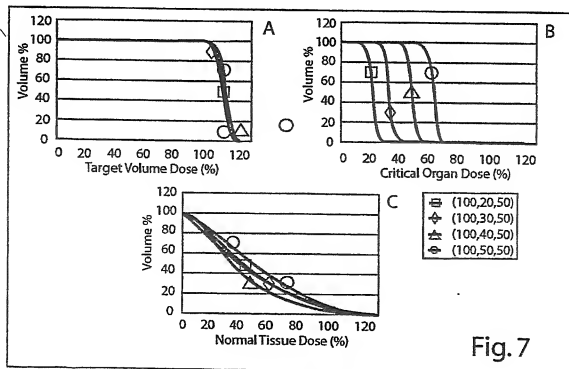 A
120
100
80
60
40
20
0
Volume %
0 20 40 60 80 100 120
Target Volume Dose (%)
B
120
100
80
60
40
20
0
Volume %
0 20 40 60 80 100 120
Critical Organ Dose (%)
C
120
100
80
60
40
20
0
Volume %
0 20 40 60 80 100 120
Normal Tissue Dose (%)
(100,20,50)
(100,30,50)
(100,40,50)
(100,50,50)
Fig. 7